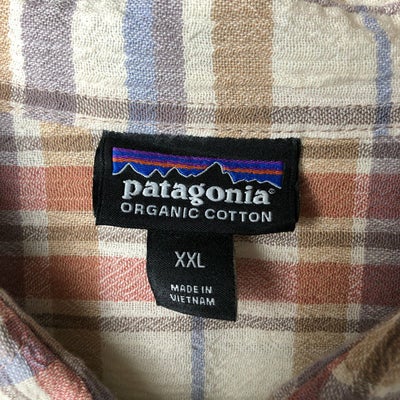 patagonia®
ORGANIC COTTON
XXL
MADE IN
VIETNAM